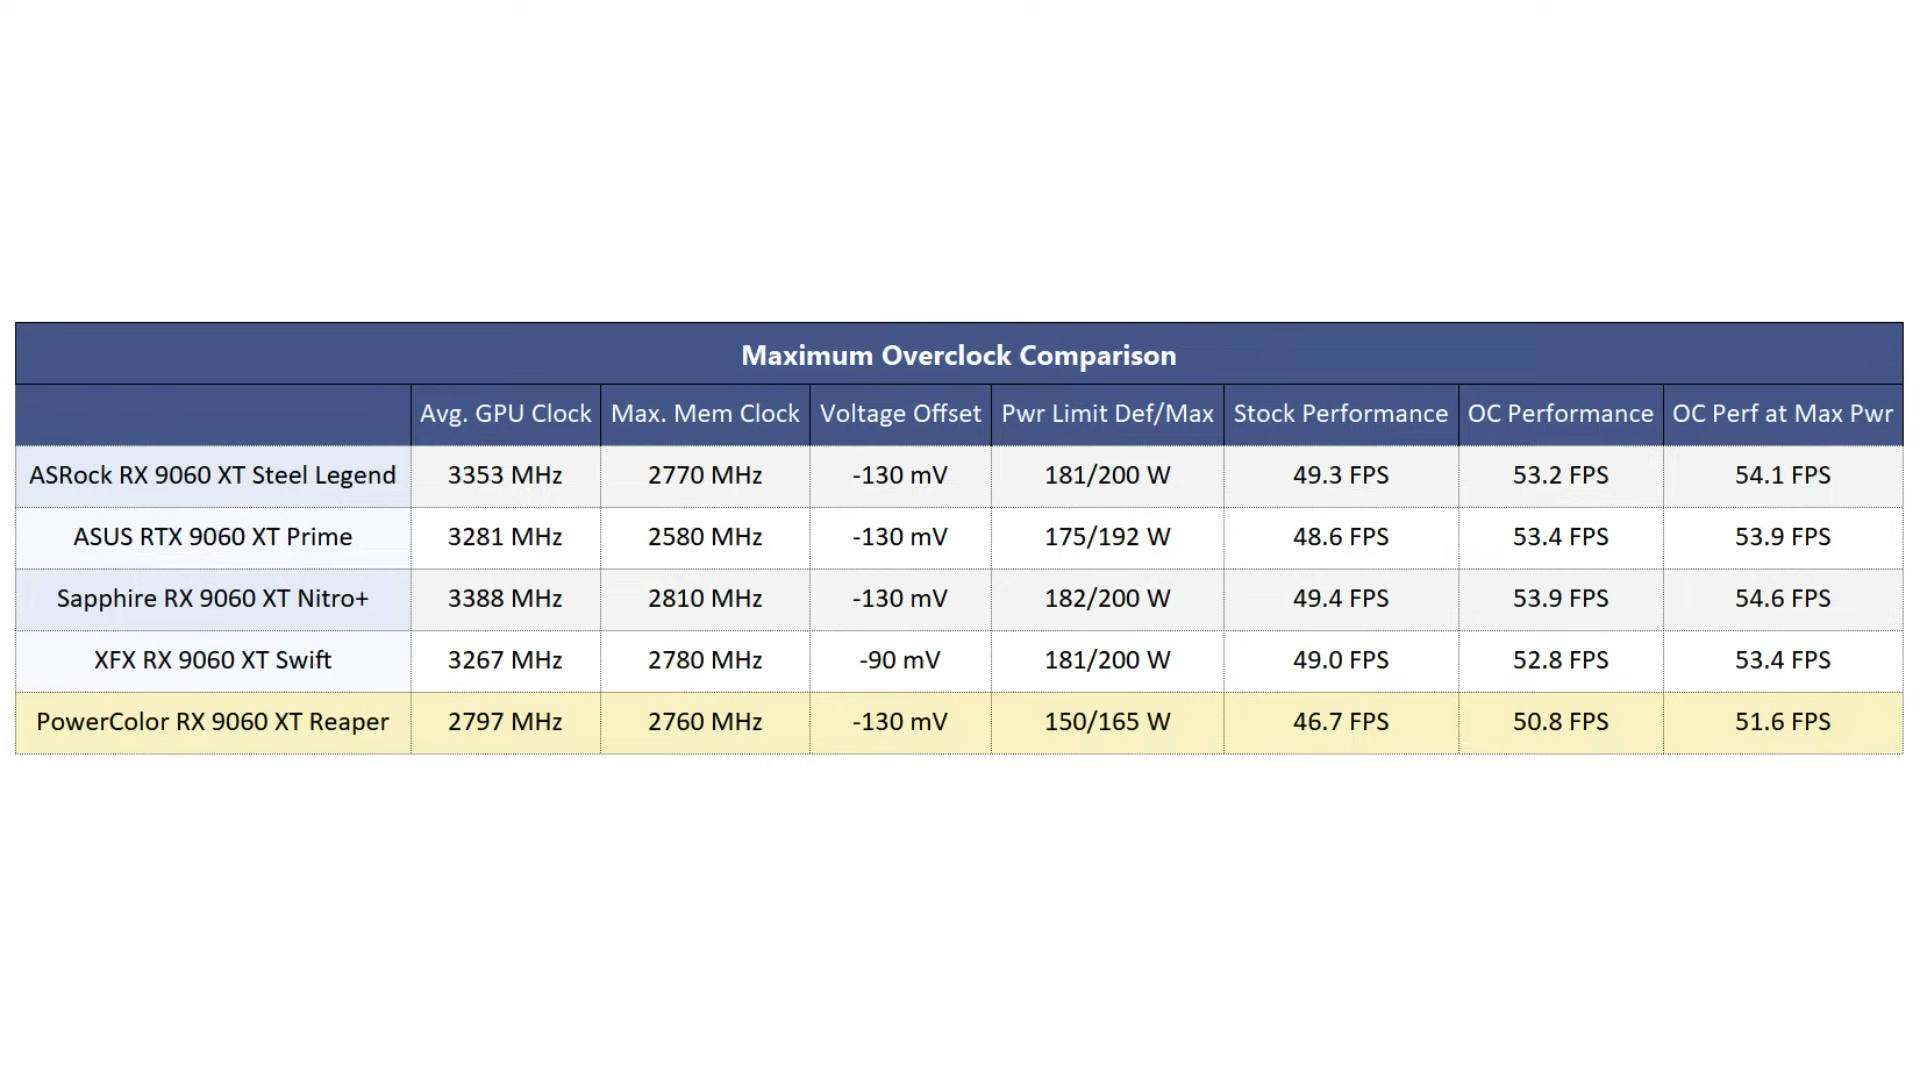 Maximum Overclock Comparison
Avg. GPU Clock Max. Mem Clock Voltage Offset Pwr Limit Def/Max Stock Performance OC Performance OC Perf at Max Pwr
ASRock RX 9060 XT Steel Legend 3353 MHz 2770 MHz -130 mV 181/200 W 49.3 FPS 53.2 FPS 54.1 FPS
ASUS RTX 9060 XT Prime 3281 MHz 2580 MHz -130 mV 175/192 W 48.6 FPS 53.4 FPS 53.9 FPS
Sapphire RX 9060 XT Nitro+ 3388 MHz 2810 MHz -130 mV 182/200 W 49.4 FPS 53.9 FPS 54.6 FPS
XFX RX 9060 XT Swift 3267 MHz 2780 MHz -90 mV 181/200 W 49.0 FPS 52.8 FPS 53.4 FPS
PowerColor RX 9060 XT Reaper 2797 MHz 2760 MHz -130 mV 150/165 W 46.7 FPS 50.8 FPS 51.6 FPS